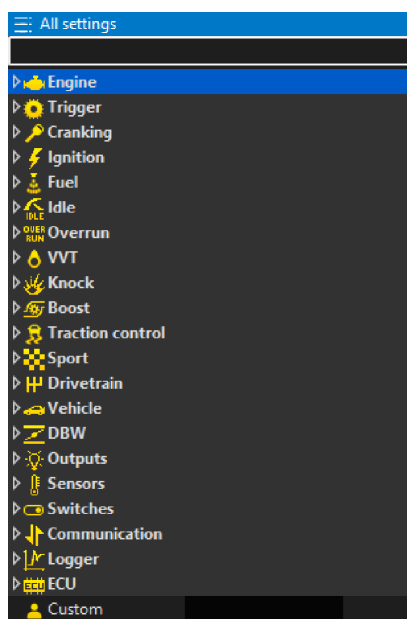 All settings
Engine
Trigger
Cranking
Ignition
Fuel
IDLE Idle
OVER RUN Overrun
VVT
Knock
Boost
Traction control
Sport
Drivetrain
Vehicle
DBW
Outputs
Sensors
Switches
Communication
Logger
ECU ECU
Custom